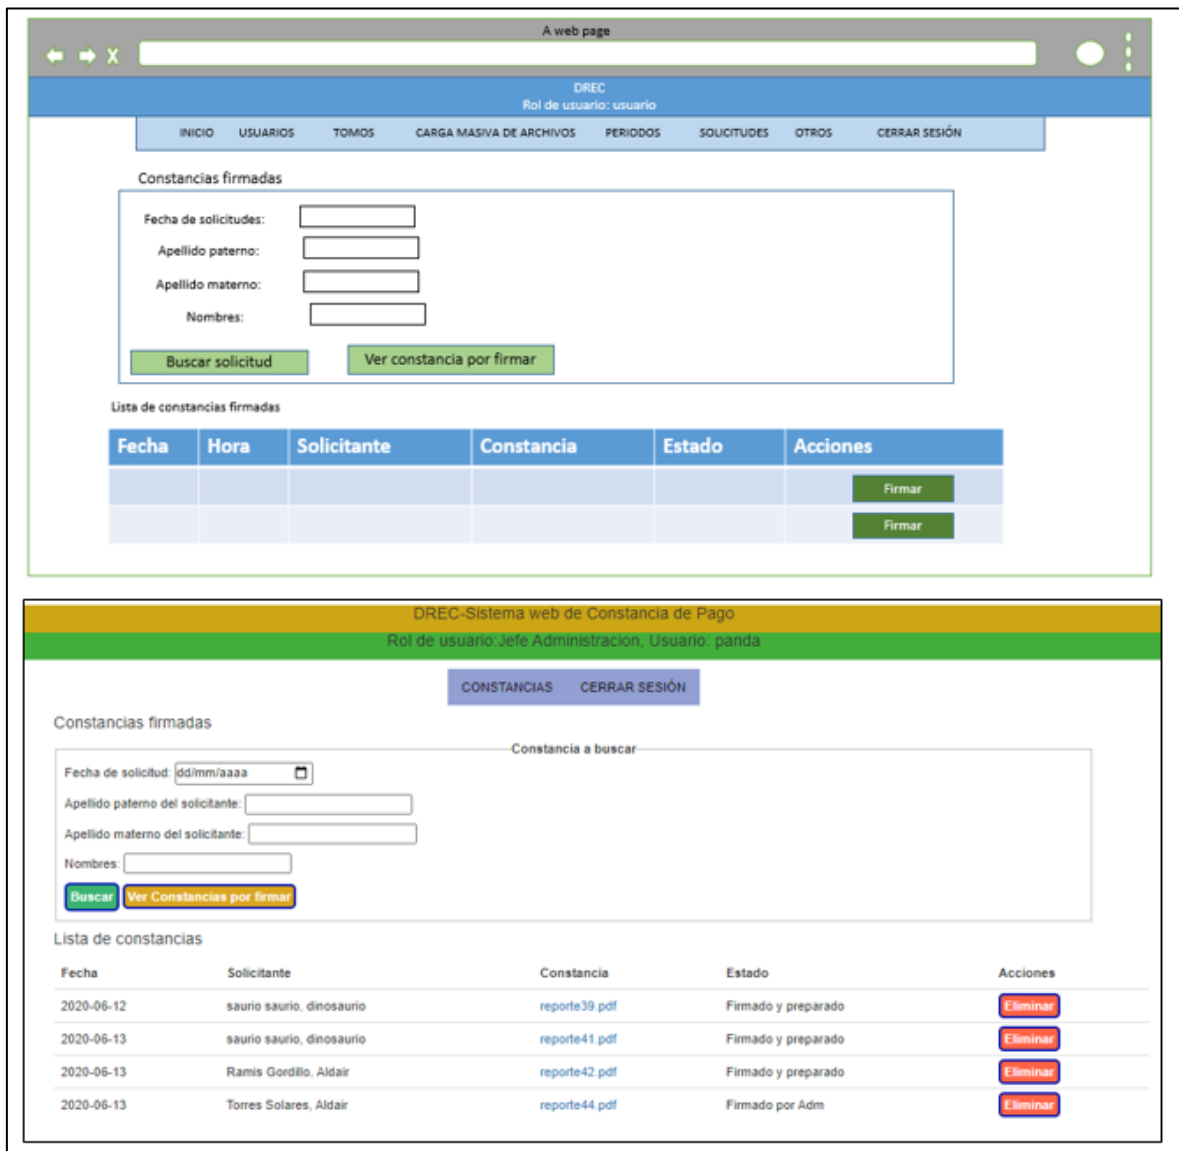 A web page
X
DREC
Rol de usuario: usuario
INICIO USUARIOS TOMOS CARGA MASIVA DE ARCHIVOS PERIODOS SOLICITUDES OTROS CERRAR SESIÓN
Constancias firmadas
Fecha de solicitudes:
Apellido paterno:
Apellido materno:
Nombres:
Buscar solicitud Ver constancia por firmar
Lista de constancias firmadas
Fecha Hora Solicitante Constancia Estado Acciones
Firmar
Firmar
DREC-Sistema web de Constancia de Pago
Rol de usuario:Jefe Administracion, Usuario: panda
CONSTANCIAS CERRAR SESIÓN
Constancias firmadas
Constancia a buscar
Fecha de solicitud: dd/mm/aaaa
Apellido paterno del solicitante:
Apellido materno del solicitante:
Nombres:
Buscar Ver Constancias por firmar
Lista de constancias
Fecha Solicitante Constancia Estado Acciones
2020-06-12 saurio saurio, dinosaurio reporte39.pdf Firmado y preparado Eliminar
2020-06-13 saurio saurio, dinosaurio reporte41.pdf Firmado y preparado Eliminar
2020-06-13 Ramis Gordillo, Aldair reporte42.pdf Firmado y preparado Eliminar
2020-06-13 Torres Solares, Aldair reporte44.pdf Firmado por Adm Eliminar